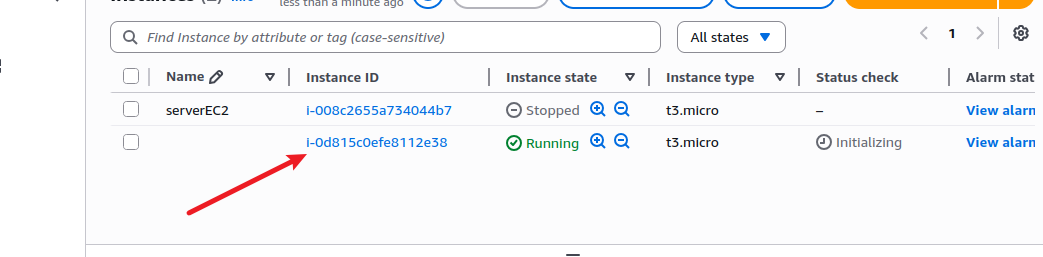 less than a minute ago
Find Instance by attribute or tag (case-sensitive)
All states
1
Name Instance ID Instance state Instance type Status check Alarm stat
serverEC2 i-008c2655a734044b7 Stopped t3.micro – View alarn
i-0d815c0efe8112e38 Running t3.micro Initializing View alarn